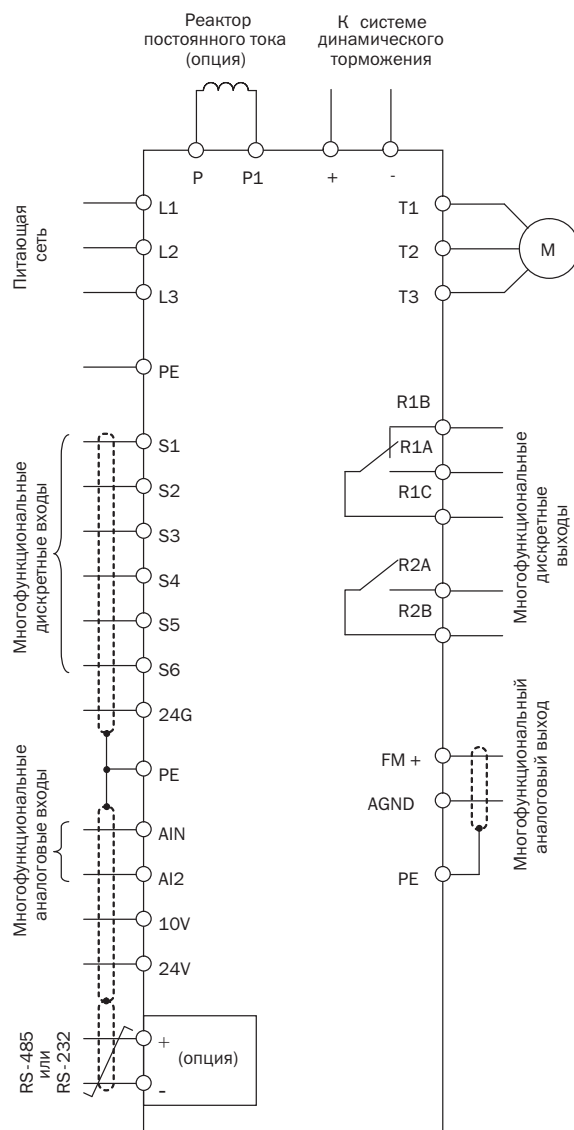 Реактор
постоянного тока
(опция)
К системе
динамического
торможения
P
P1
+
-
Питающая
сеть
L1
L2
L3
PE
T1
T2
T3
M
Многофункциональные
дискретные входы
S1
S2
S3
S4
S5
S6
24G
PE
R1B
R1A
R1C
R2A
R2B
Многофункциональные
дискретные
выходы
Многофункциональные
аналоговые входы
AIN
AI2
10V
24V
FM +
AGND
PE
Многофункциональный
аналоговый выход
RS-485
или
RS-232
+
-
(опция)